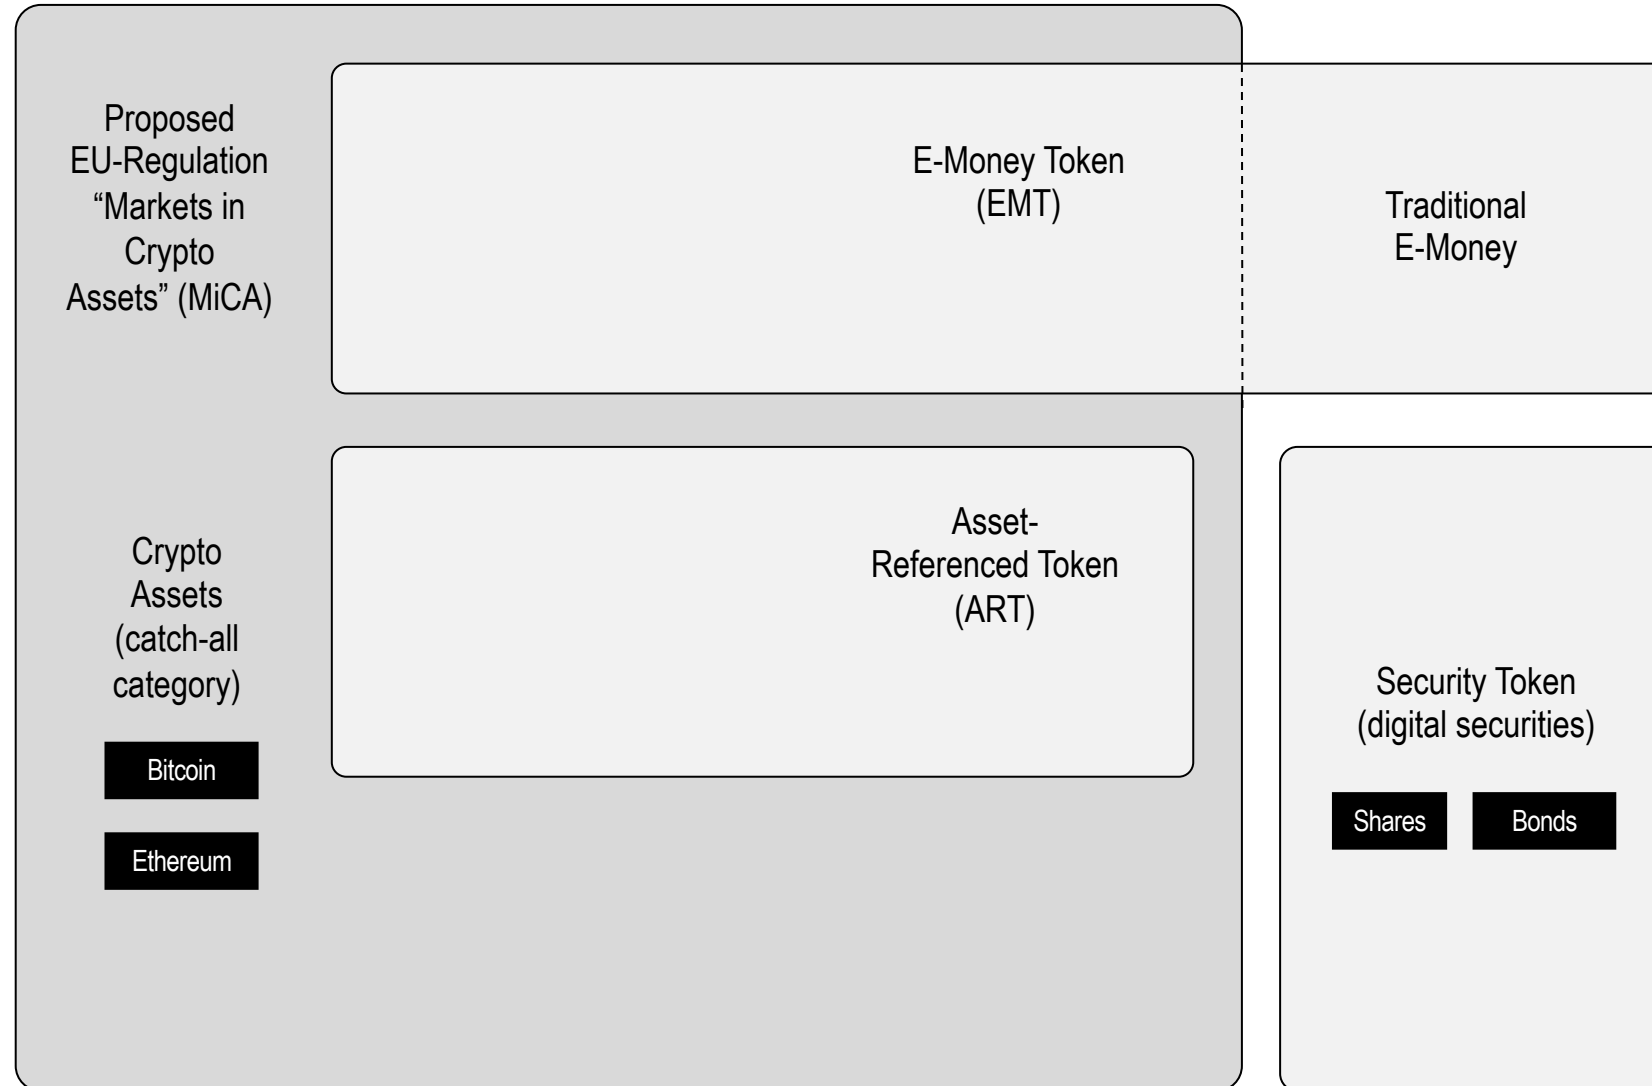 Proposed
EU-Regulation
“Markets in
Crypto
Assets” (MiCA)
E-Money Token
(EMT)
Traditional
E-Money
Asset-
Referenced Token
(ART)
Crypto
Assets
(catch-all
category)
Bitcoin
Ethereum
Security Token
(digital securities)
Shares
Bonds